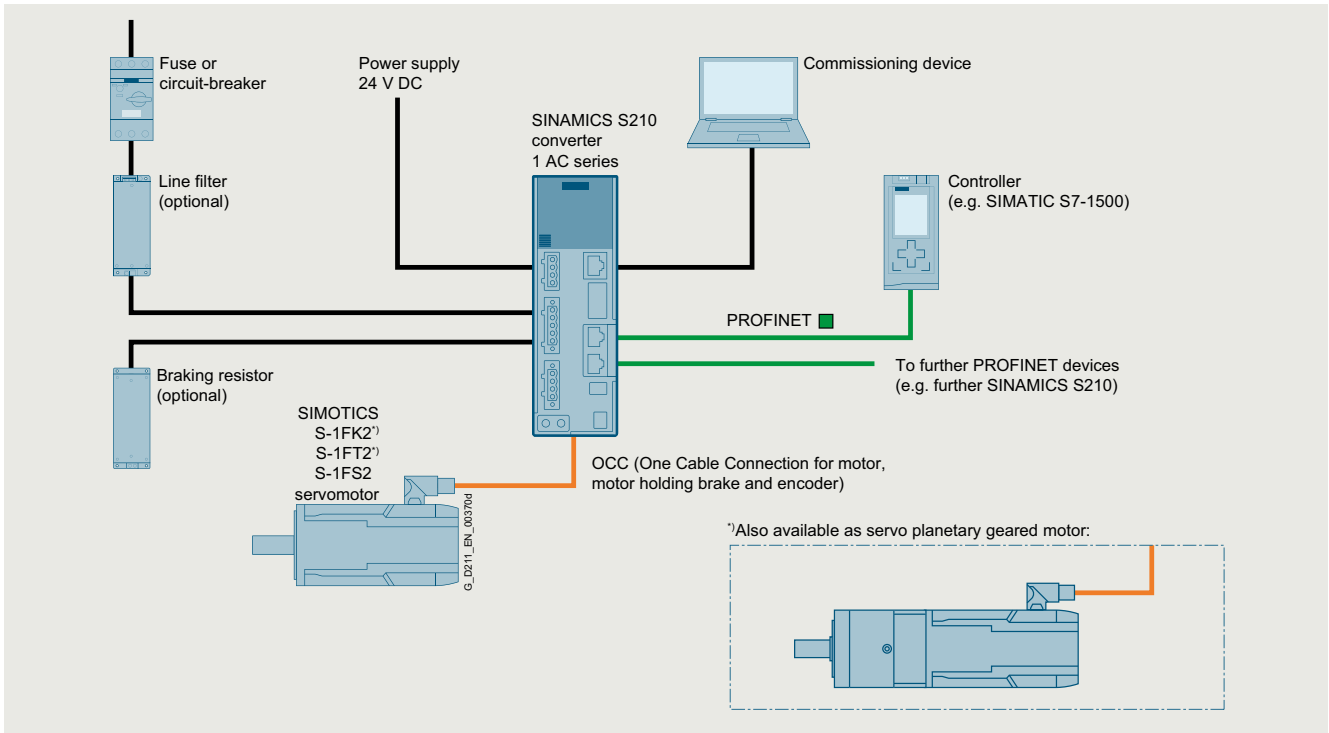 Fuse or
circuit-breaker
Power supply
24 V DC
Commissioning device
SINAMICS S210
converter
1 AC series
Line filter
(optional)
Controller
(e.g. SIMATIC S7-1500)
PROFINET
To further PROFINET devices
(e.g. further SINAMICS S210)
Braking resistor
(optional)
SIMOTICS
S-1FK2*)
S-1FT2*)
S-1FS2
servomotor
OCC (One Cable Connection for motor,
motor holding brake and encoder)
G_D211_EN_00370d
*)Also available as servo planetary geared motor: